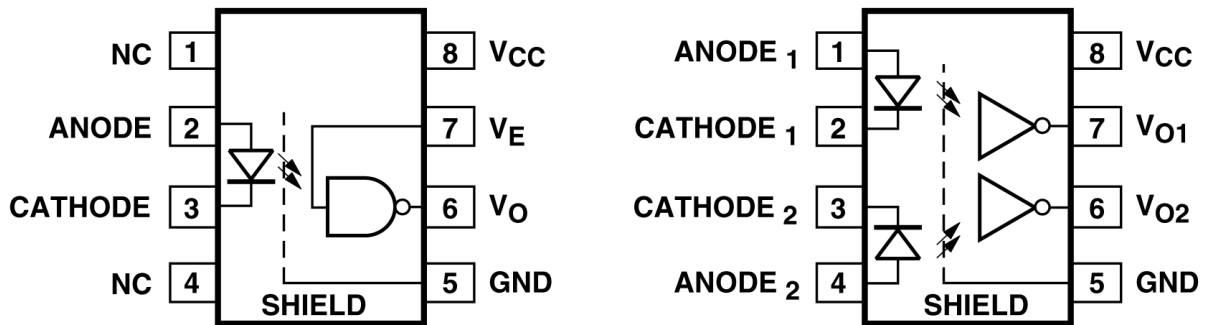 NC 1 8 VCC
ANODE 2 7 VE
CATHODE 3 6 VO
NC 4 5 GND
SHIELD
ANODE 1 1 8 VCC
CATHODE 1 2 7 VO1
CATHODE 2 3 6 VO2
ANODE 2 4 5 GND
SHIELD